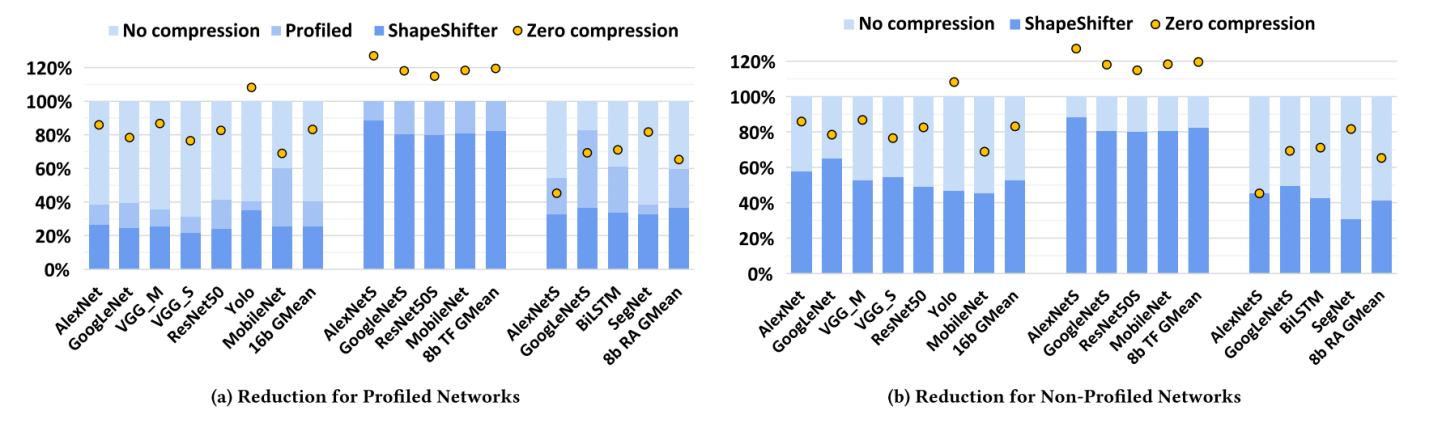 No compression Profiled ShapeShifter Zero compression
120%
100%
80%
60%
40%
20%
0%
AlexNet
GoogLeNet
VGG_M
VGG_S
ResNet50
Yolo
MobileNet
16b GMean
AlexNetS
GoogleNetS
ResNet50S
MobileNet
8b TF GMean
AlexNetS
GoogLeNetS
BiLSTM
SegNet
8b RA GMean
(a) Reduction for Profiled Networks
No compression ShapeShifter Zero compression
120%
100%
80%
60%
40%
20%
0%
AlexNet
GoogLeNet
VGG_M
VGG_S
ResNet50
Yolo
MobileNet
16b GMean
AlexNetS
GoogleNetS
ResNet50S
MobileNet
8b TF GMean
AlexNetS
GoogLeNetS
BiLSTM
SegNet
8b RA GMean
(b) Reduction for Non-Profiled Networks